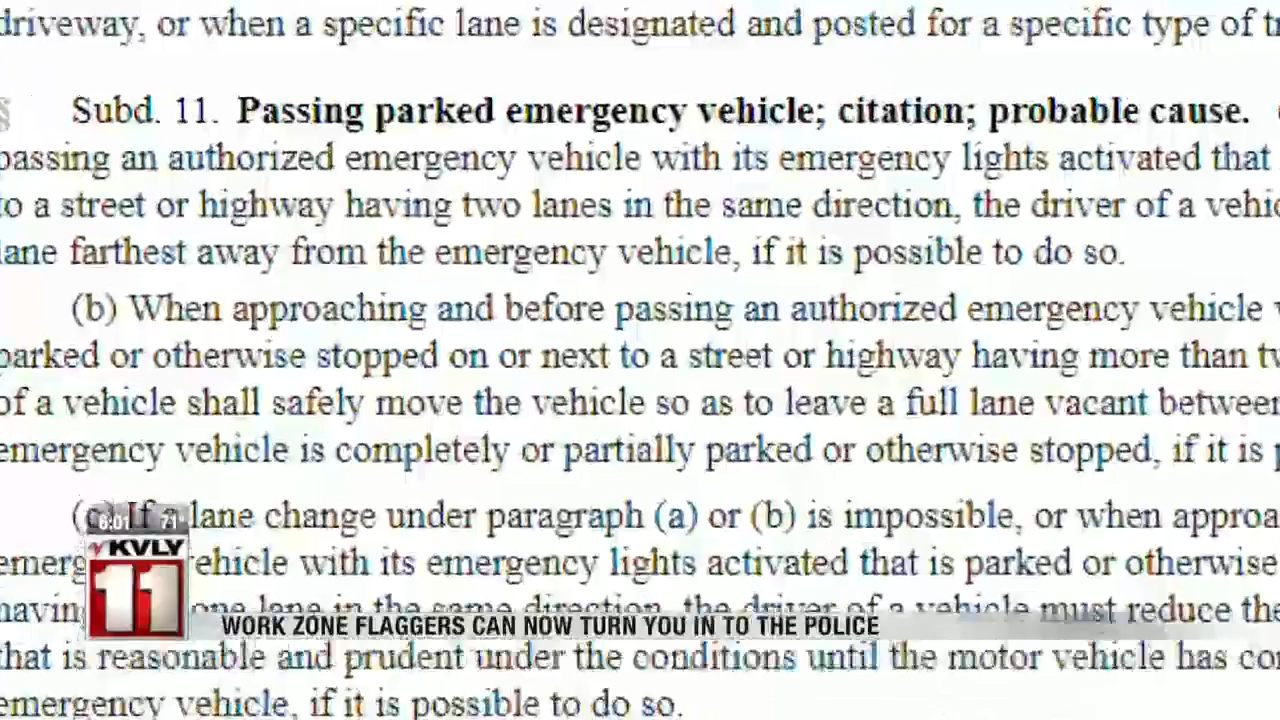 driveway, or when a specific lane is designated and posted for a specific type of
Subd. 11. Passing parked emergency vehicle; citation; probable cause.
passing an authorized emergency vehicle with its emergency lights activated that
to a street or highway having two lanes in the same direction, the driver of a
lane farthest away from the emergency vehicle, if it is possible to do so.
(b) When approaching and before passing an authorized emergency vehicle
parked or otherwise stopped on or next to a street or highway having more than
of a vehicle shall safely move the vehicle so as to leave a full lane vacant between
emergency vehicle is completely or partially parked or otherwise stopped, if it is
(c) If a lane change under paragraph (a) or (b) is impossible, or when
vehicle with its emergency lights activated that is parked or otherwise
one lane in the same direction, the driver of a vehicle must reduce the
that is reasonable and prudent under the conditions until the motor vehicle has
emergency vehicle, if it is possible to do so.
6:01 71°
KVLY
11
WORK ZONE FLAGGERS CAN NOW TURN YOU IN TO THE POLICE